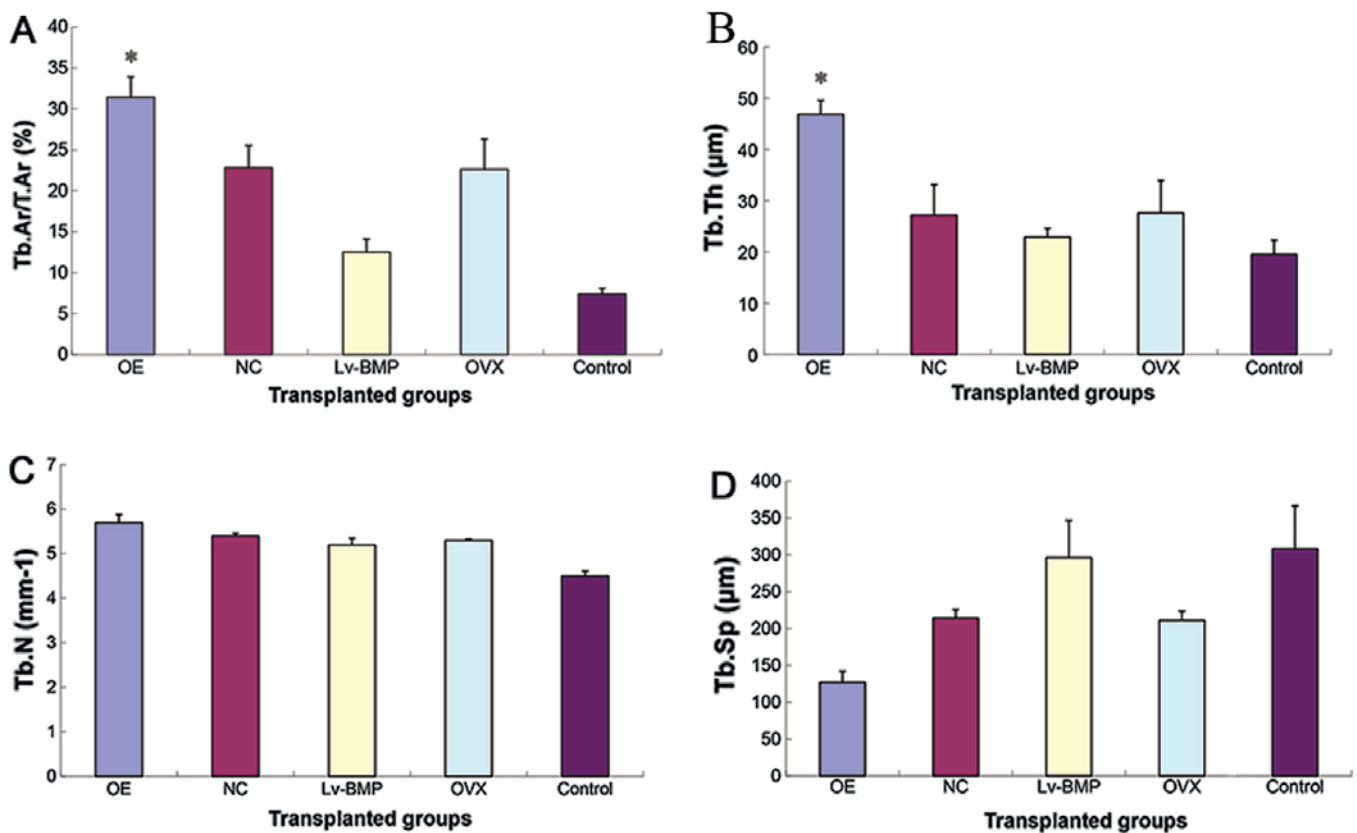 A
Tb.Ar/T.Ar (%)
40
35
30
25
20
15
10
5
0
*
OE NC Lv-BMP OVX Control
Transplanted groups
B
Tb.Th (μm)
60
50
40
30
20
10
0
*
OE NC Lv-BMP OVX Control
Transplanted groups
C
Tb.N (mm-1)
7
6
5
4
3
2
1
0
OE NC Lv-BMP OVX Control
Transplanted groups
D
Tb.Sp (μm)
400
350
300
250
200
150
100
50
0
OE NC Lv-BMP OVX Control
Transplanted groups